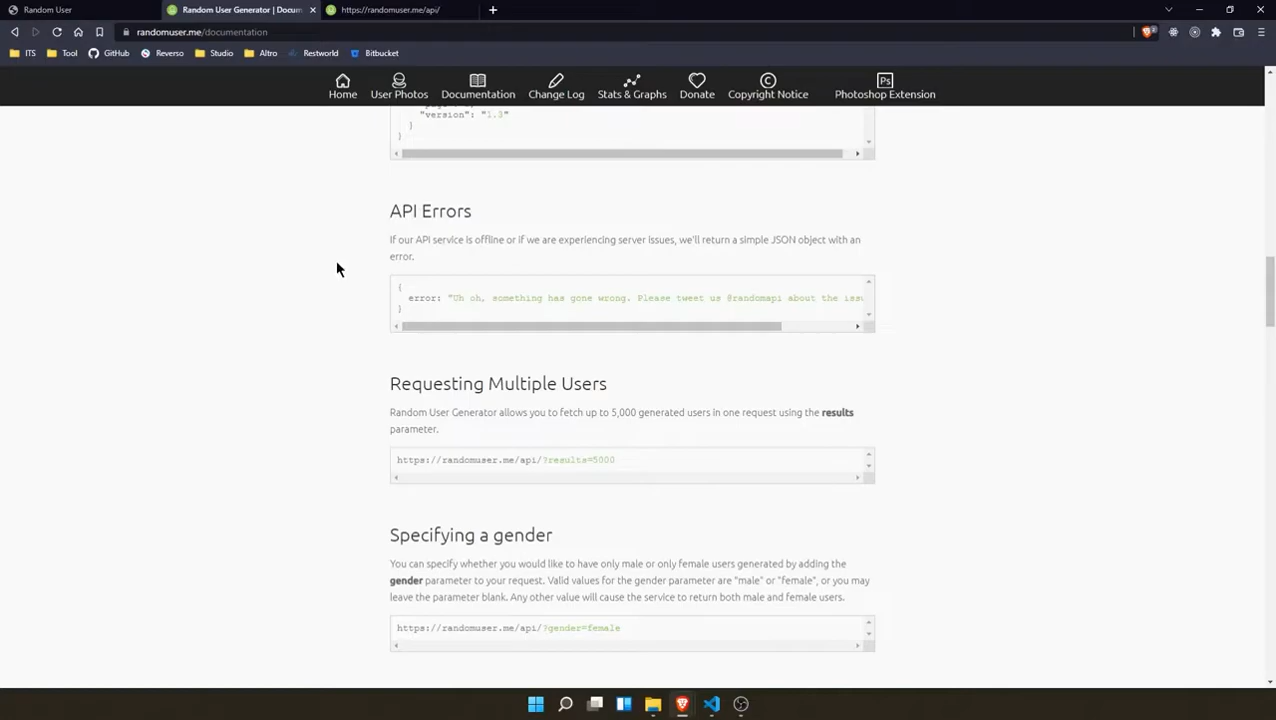 Random User
Random User Generator | Docum
https://randomuser.me/api/
randomuser.me/documentation
ITS
Tool
GitHub
Reverso
Studio
Altro
Restworld
Bitbucket
Home
User Photos
Documentation
Change Log
Stats & Graphs
Donate
Copyright Notice
Ps
Photoshop Extension
"version": "1.3"
}
}
API Errors
If our API service is offline or if we are experiencing server issues, we'll return a simple JSON object with an
error.
{
error: "Uh oh, something has gone wrong. Please tweet us @randomapi about the issu
}
Requesting Multiple Users
Random User Generator allows you to fetch up to 5,000 generated users in one request using the results
parameter.
https://randomuser.me/api/?results=5000
Specifying a gender
You can specify whether you would like to have only male or only female users generated by adding the
gender parameter to your request. Valid values for the gender parameter are "male" or "female", or you may
leave the parameter blank. Any other value will cause the service to return both male and female users.
https://randomuser.me/api/?gender=female